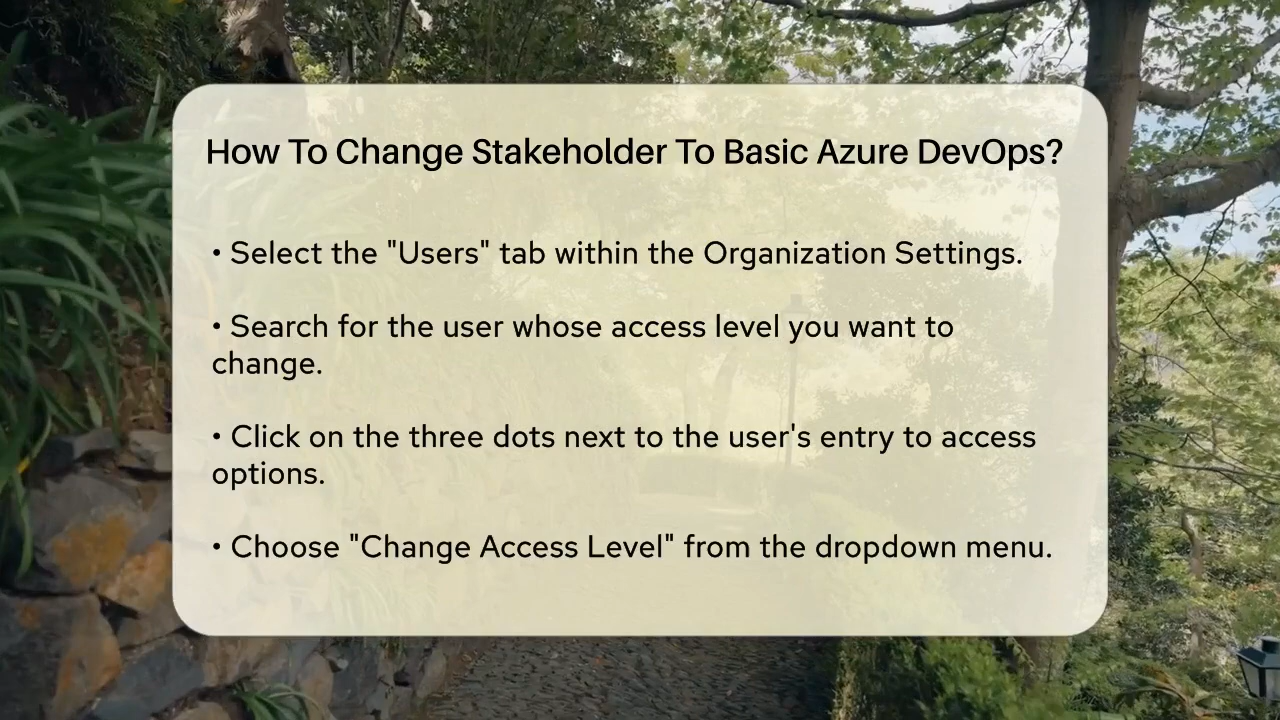 How To Change Stakeholder To Basic Azure DevOps?
• Select the "Users" tab within the Organization Settings.
• Search for the user whose access level you want to
change.
• Click on the three dots next to the user's entry to access
options.
• Choose "Change Access Level" from the dropdown menu.